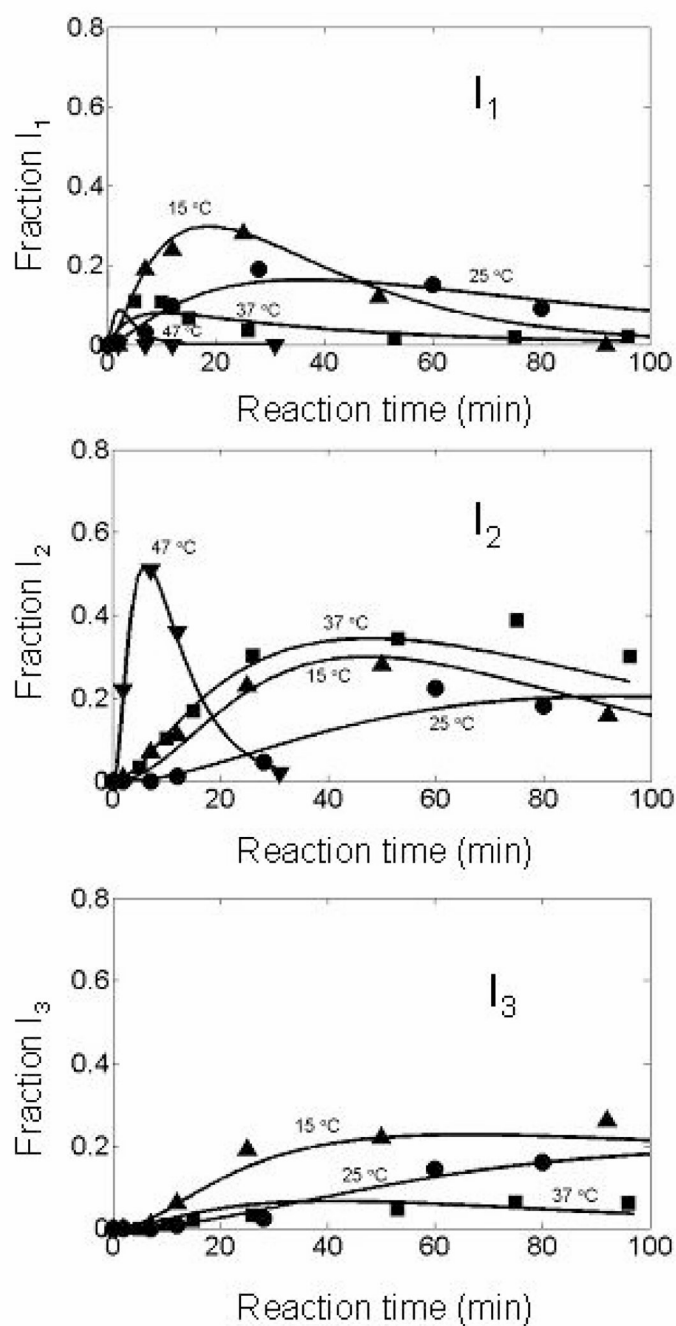 0.8
0.6
0.4
0.2
0
I1
15 °C
25 °C
37 °C
47 °C
Fraction I1
0 20 40 60 80 100
Reaction time (min)
0.8
0.6
0.4
0.2
0
I2
47 °C
37 °C
15 °C
25 °C
Fraction I2
0 20 40 60 80 100
Reaction time (min)
0.8
0.6
0.4
0.2
0
I3
15 °C
25 °C
37 °C
Fraction I3
0 20 40 60 80 100
Reaction time (min)